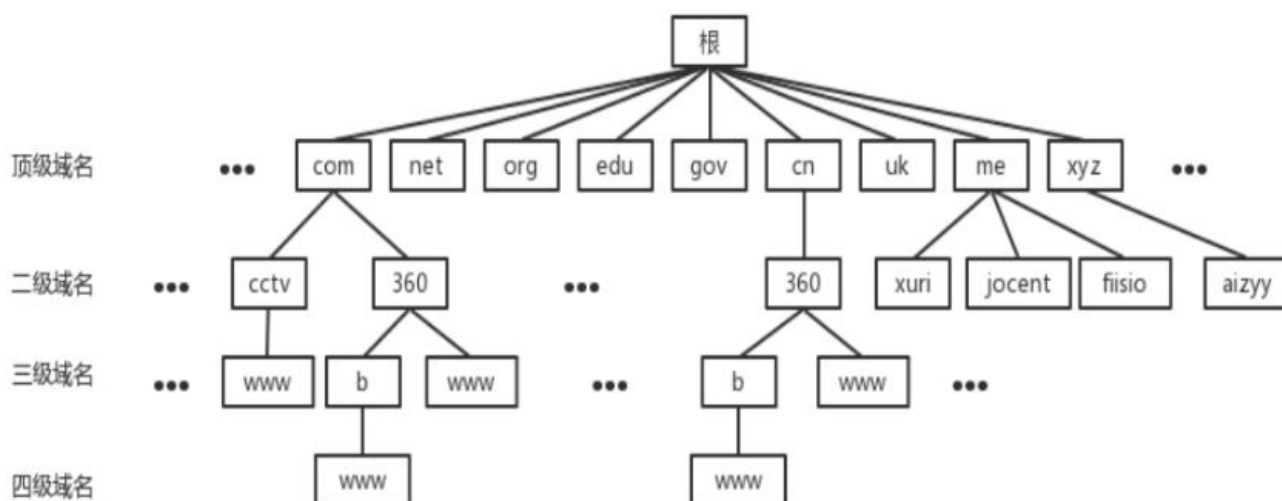 根
顶级域名 ••• com net org edu gov cn uk me xyz •••
二级域名 ••• cctv 360 ••• 360 xuri jocent fiisio aizyy
三级域名 ••• www b www ••• b www •••
四级域名 www www